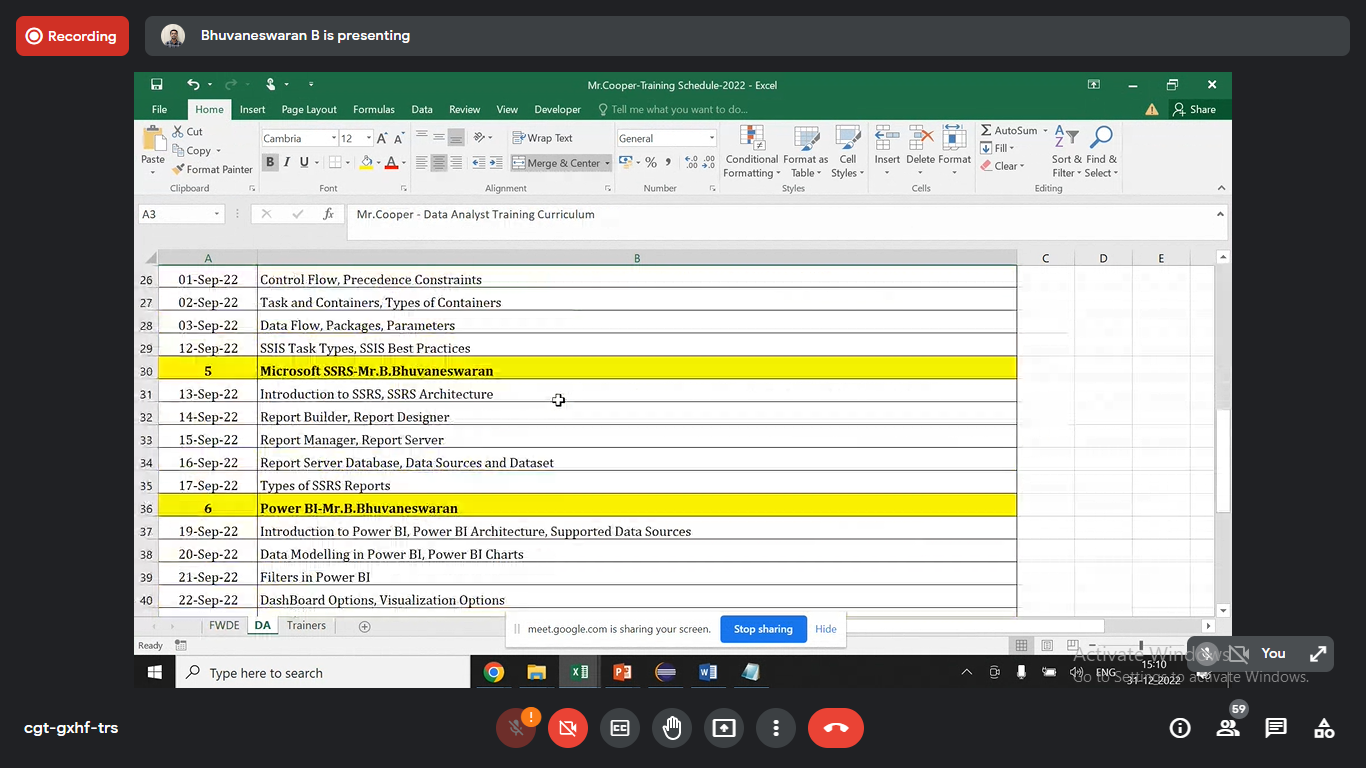 Recording
Bhuvaneswaran B is presenting
Mr.Cooper-Training Schedule-2022 - Excel
File Home Insert Page Layout Formulas Data Review View Developer Tell me what you want to do... Share
Paste Cut Copy Format Painter
Cambria 12
B I U
Wrap Text
Merge & Center
General
Conditional Formatting Format as Table Cell Styles
Insert Delete Format
AutoSum Fill Clear
Sort & Filter Find & Select
Clipboard Font Alignment Number Styles Cells Editing
A3 fx Mr.Cooper - Data Analyst Training Curriculum
A B C D E
26 01-Sep-22 Control Flow, Precedence Constraints
27 02-Sep-22 Task and Containers, Types of Containers
28 03-Sep-22 Data Flow, Packages, Parameters
29 12-Sep-22 SSIS Task Types, SSIS Best Practices
30 5 Microsoft SSRS-Mr.B.Bhuvaneswaran
31 13-Sep-22 Introduction to SSRS, SSRS Architecture
32 14-Sep-22 Report Builder, Report Designer
33 15-Sep-22 Report Manager, Report Server
34 16-Sep-22 Report Server Database, Data Sources and Dataset
35 17-Sep-22 Types of SSRS Reports
36 6 Power BI-Mr.B.Bhuvaneswaran
37 19-Sep-22 Introduction to Power BI, Power BI Architecture, Supported Data Sources
38 20-Sep-22 Data Modelling in Power BI, Power BI Charts
39 21-Sep-22 Filters in Power BI
40 22-Sep-22 DashBoard Options, Visualization Options
FWDE DA Trainers
meet.google.com is sharing your screen. Stop sharing Hide
Ready
You
Activate Windows
Go to Settings to activate Windows.
Type here to search
ENG 15:10
31-12-2022
cgt-gxhf-trs
59